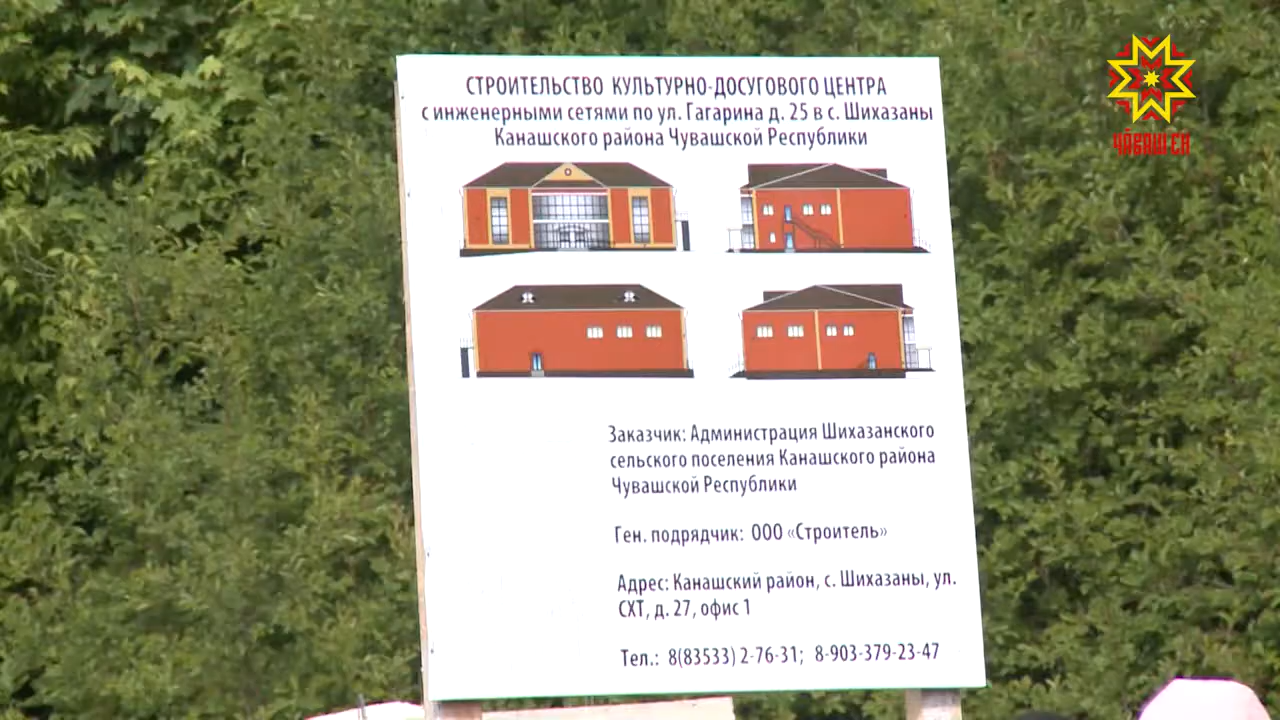 СТРОИТЕЛЬСТВО КУЛЬТУРНО-ДОСУГОВОГО ЦЕНТРА
с инженерными сетями по ул. Гагарина д. 25 в с. Шихазаны
Канашского района Чувашской Республики
ЧӐВАШ ЕН
Заказчик: Администрация Шихазанского
сельского поселения Канашского района
Чувашской Республики
Ген. подрядчик: ООО «Строитель»
Адрес: Канашский район, с. Шихазаны, ул.
СХТ, д. 27, офис 1
Тел.: 8(83533) 2-76-31; 8-903-379-23-47